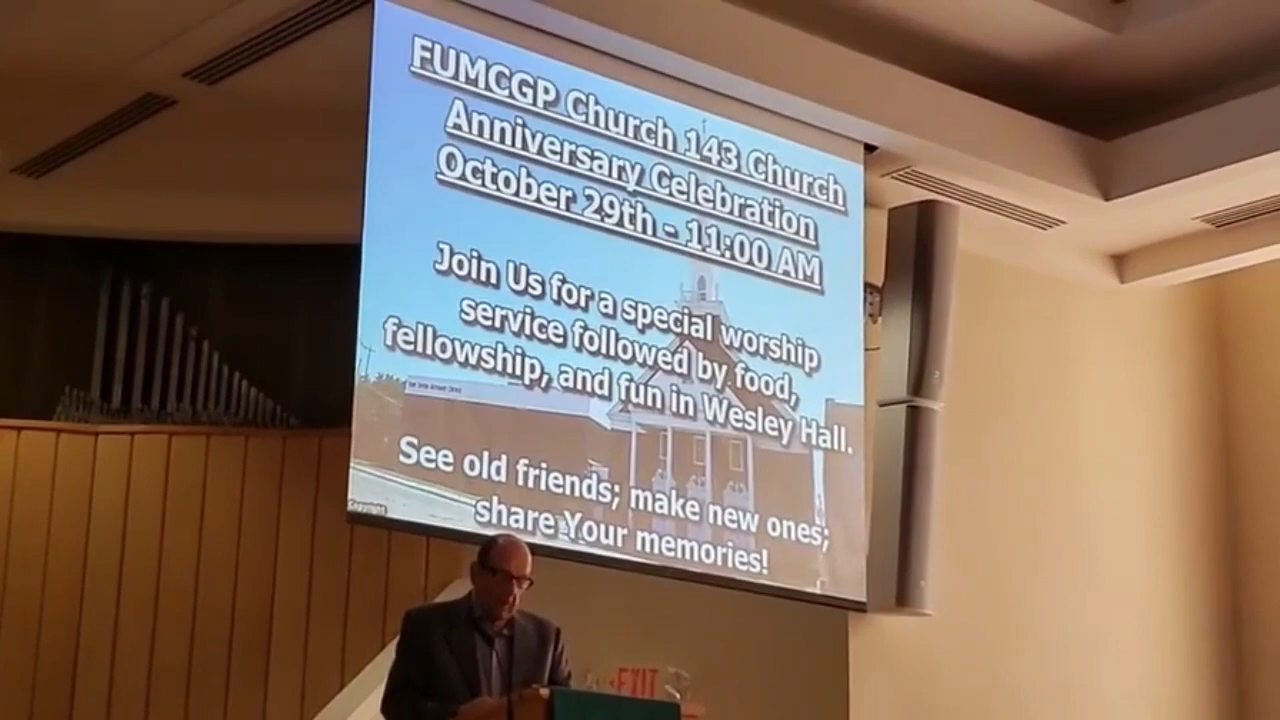 FUMCGP Church 143 Church
Anniversary Celebration
October 29th - 11:00 AM
Join Us for a special worship
service followed by food,
fellowship, and fun in Wesley Hall.
See old friends; make new ones;
share Your memories!
Copyright
EXIT